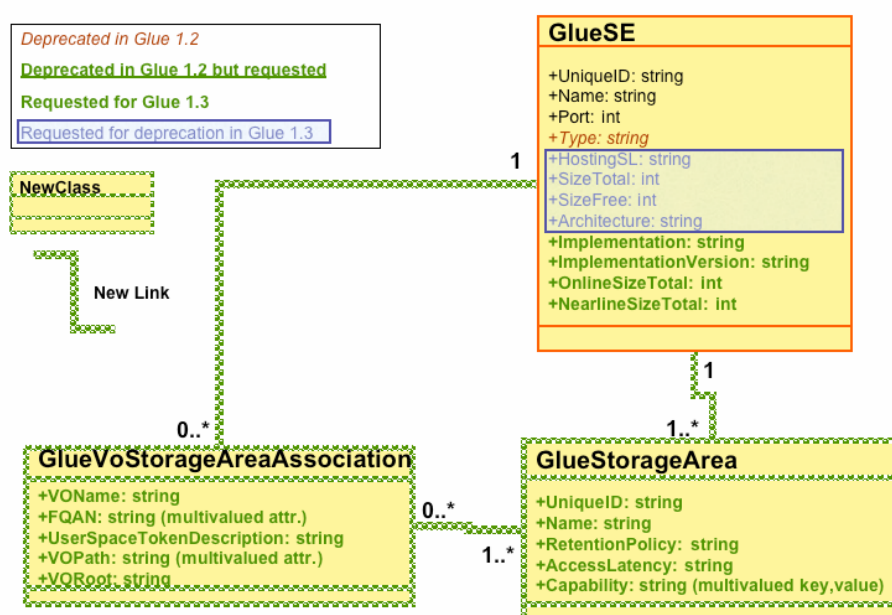 Deprecated in Glue 1.2
Deprecated in Glue 1.2 but requested
Requested for Glue 1.3
Requested for deprecation in Glue 1.3
NewClass
New Link
GlueSE
+UniqueID: string
+Name: string
+Port: int
+Type: string
+HostingSL: string
+SizeTotal: int
+SizeFree: int
+Architecture: string
+Implementation: string
+ImplementationVersion: string
+OnlineSizeTotal: int
+NearlineSizeTotal: int
1
1
0..*
1..*
GlueVoStorageAreaAssociation
+VOName: string
+FQAN: string (multivalued attr.)
+UserSpaceTokenDescription: string
+VOPath: string (multivalued attr.)
+VORoot: string
0..*
1..*
GlueStorageArea
+UniqueID: string
+Name: string
+RetentionPolicy: string
+AccessLatency: string
+Capability: string (multivalued key,value)